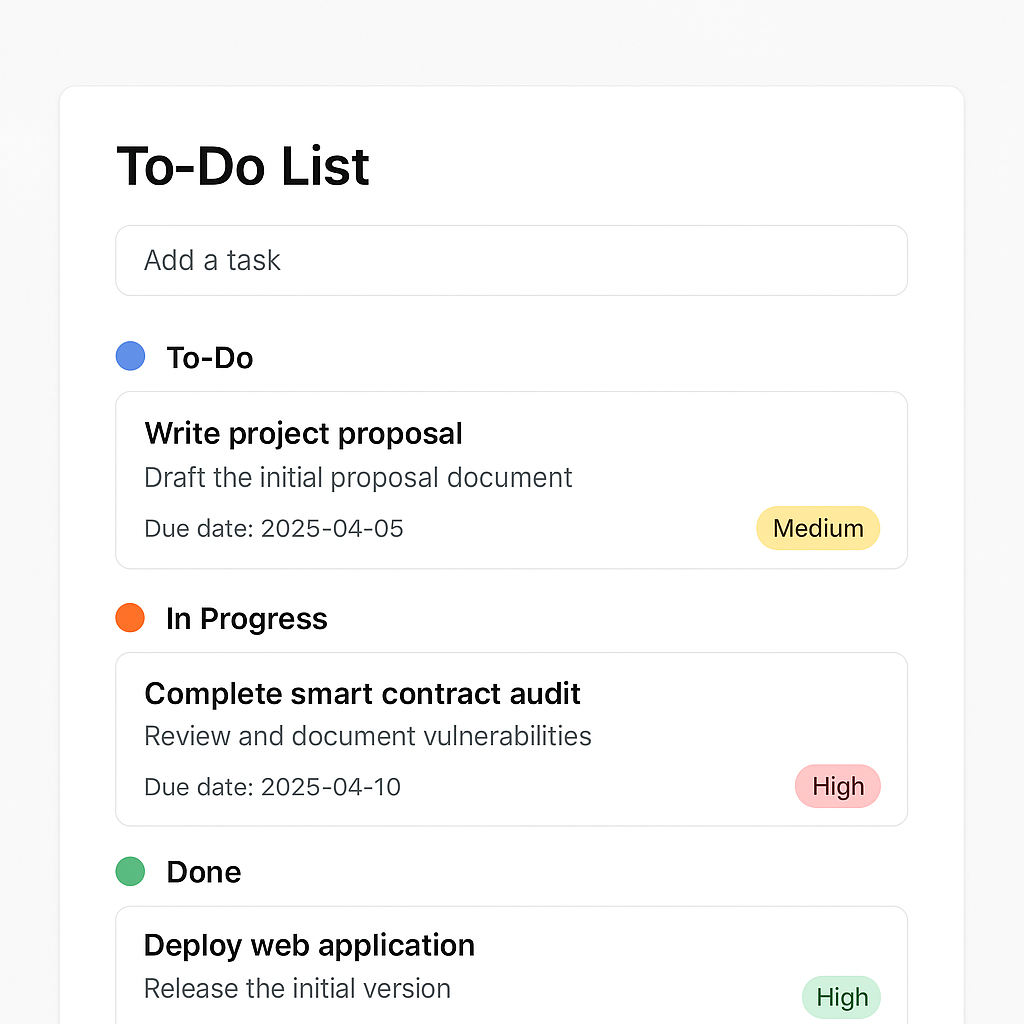 To-Do List
Add a task
To-Do
Write project proposal
Draft the initial proposal document
Due date: 2025-04-05
Medium
In Progress
Complete smart contract audit
Review and document vulnerabilities
Due date: 2025-04-10
High
Done
Deploy web application
Release the initial version
High